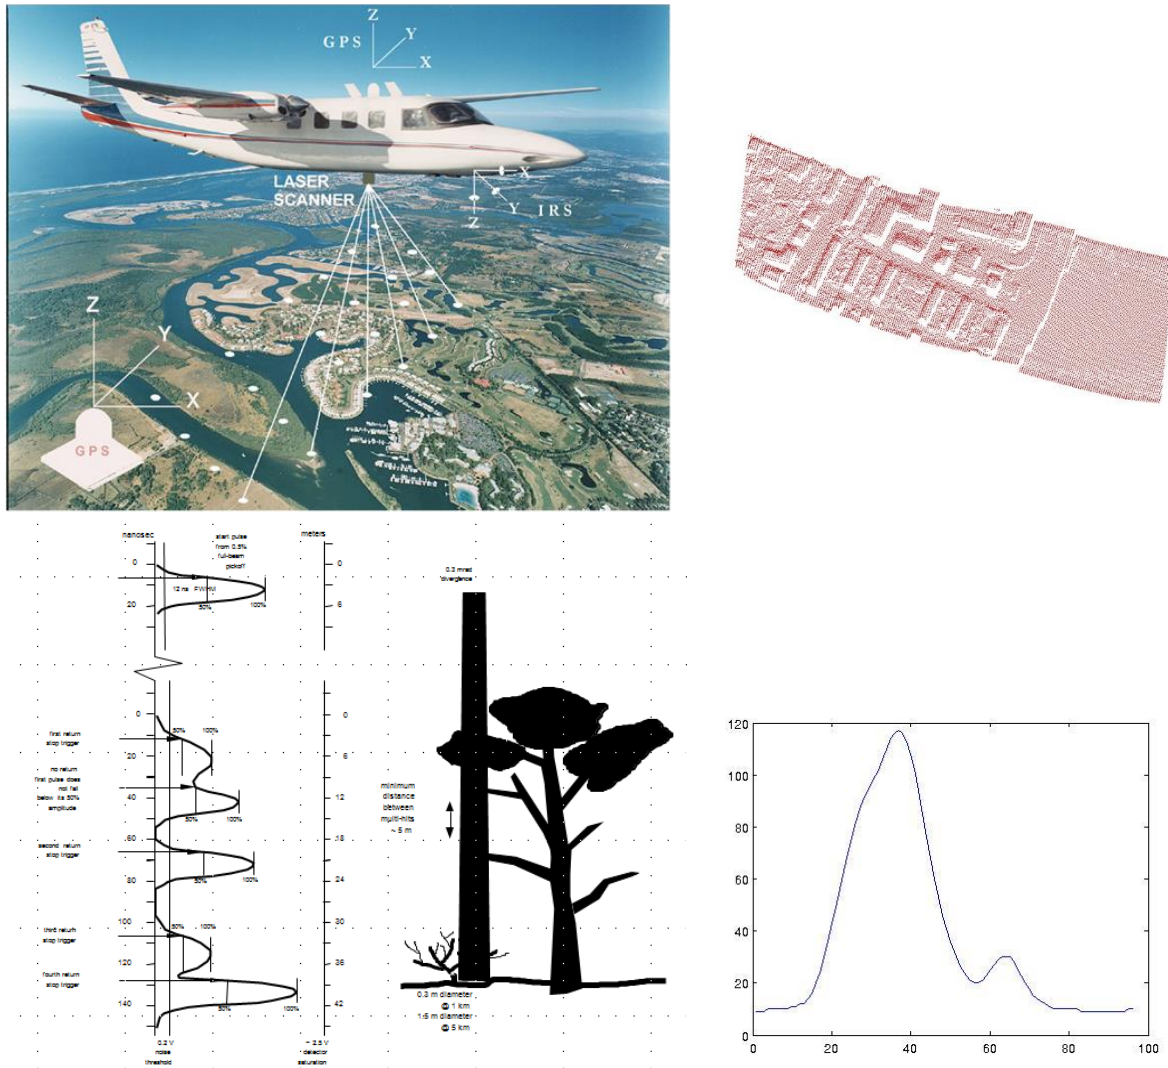 Z
GPS
Y
X
LASER
SCANNER
X
Y
IRS
Z
Z
Y
X
GPS
nanosec
start pulse
from 0.5%
full-beam
pickoff
meters
0
0
12 ns FWHM
20
50%
100%
6
0.3 mrad
divergence
0
0
first return
stop trigger
50%
100%
20
6
no return
first pulse does
not fall
below its 50%
amplitude
40
12
50%
100%
minimum
distance
between
multi-hits
~ 5 m
60
18
second return
stop trigger
80
24
50%
100%
100
30
third return
stop trigger
50%
100%
120
36
fourth return
stop trigger
140
42
50%
100%
0.3 m diameter
@ 1 km
1.5 m diameter
@ 5 km
0.2 V
noise
threshold
~ 2.5 V
detector
saturation
120
100
80
60
40
20
0
0 20 40 60 80 100